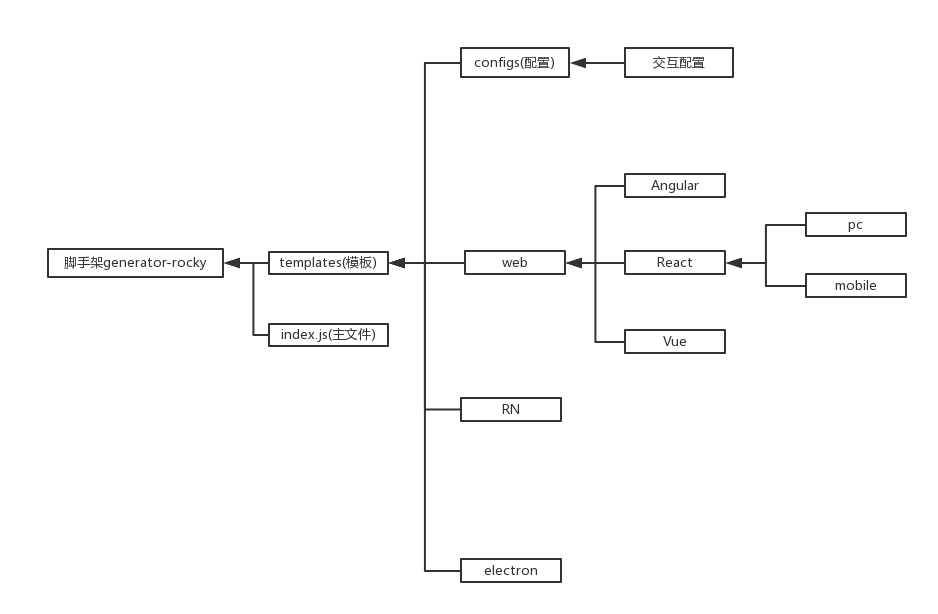 configs(配置)
交互配置
Angular
pc
脚手架generator-rocky
templates(模板)
web
React
mobile
index.js(主文件)
Vue
RN
electron